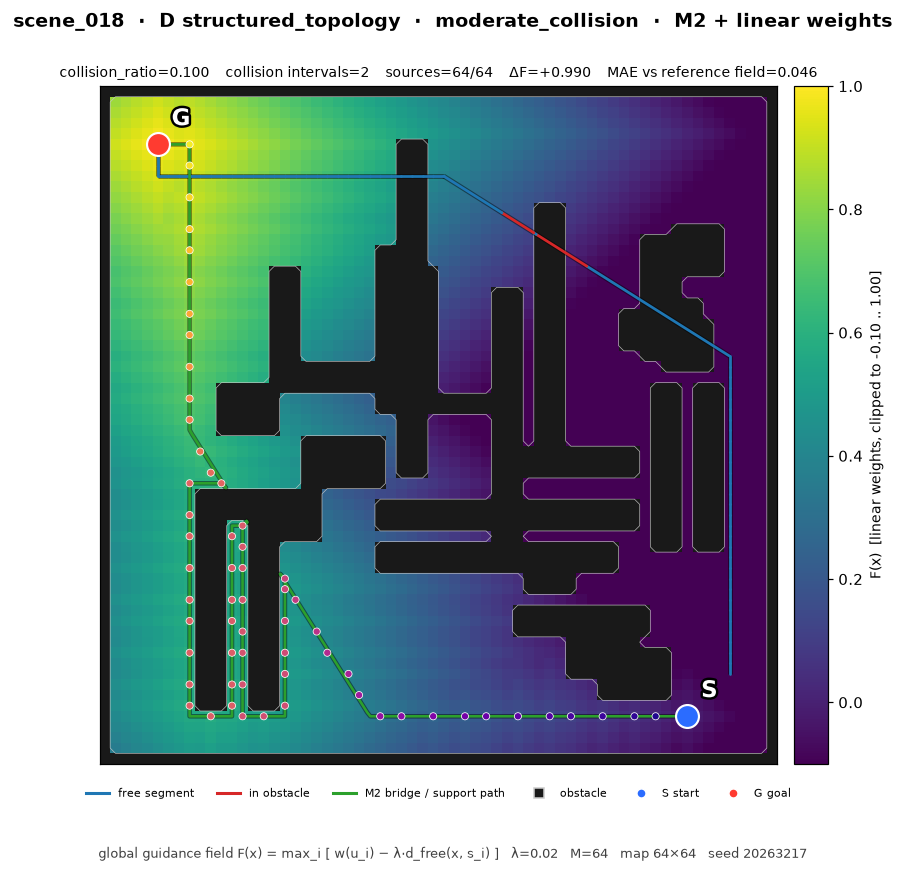 scene_018 · D structured_topology · moderate_collision · M2 + linear weights
collision_ratio=0.100 collision intervals=2 sources=64/64 ΔF=+0.990 MAE vs reference field=0.046
G
S
1.0
0.8
0.6
0.4
0.2
0.0
F(x) [linear weights, clipped to -0.10 .. 1.00]
free segment in obstacle M2 bridge / support path obstacle S start G goal
global guidance field F(x) = max_i [ w(u_i) − λ·d_free(x, s_i) ] λ=0.02 M=64 map 64×64 seed 20263217